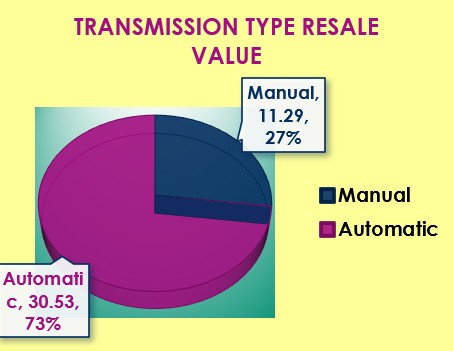 TRANSMISSION TYPE RESALE
VALUE
Manual,
11.29,
27%
Manual
Automatic
Automati
c, 30.53,
73%